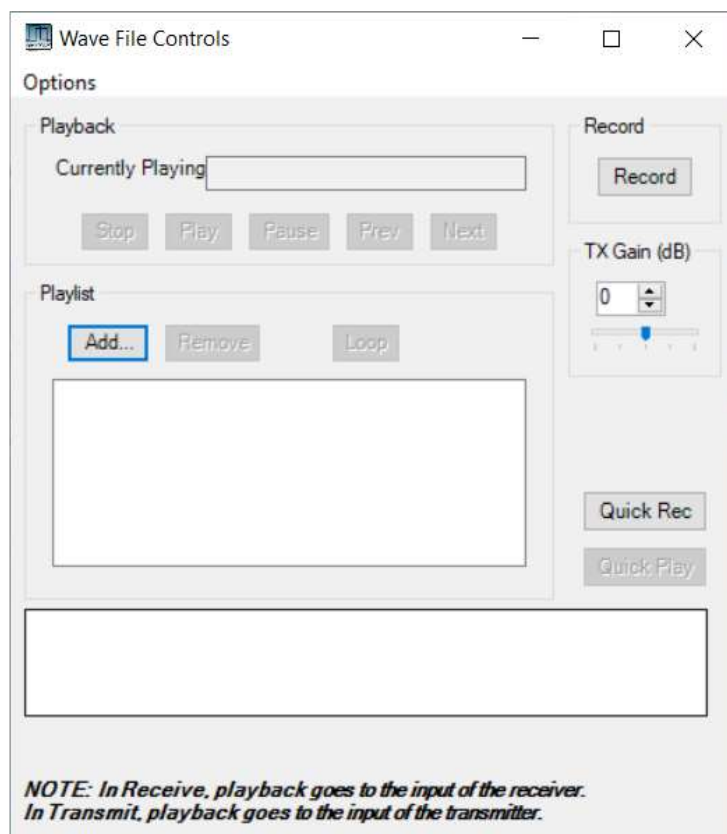 Wave File Controls
Options
Playback
Currently Playing
Stop Play Pause Prev Next
Record
Record
TX Gain (dB)
0
Playlist
Add... Remove Loop
Quick Rec
Quick Play
NOTE: In Receive, playback goes to the input of the receiver.
In Transmit, playback goes to the input of the transmitter.